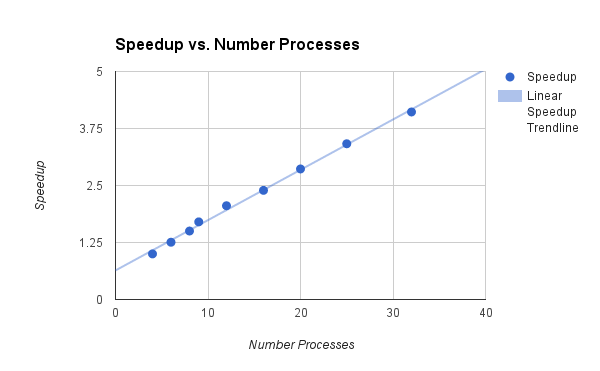 Speedup vs. Number Processes
5
3.75
2.5
1.25
0
0
10
20
30
40
Speedup
Number Processes
Speedup
Linear
Speedup
Trendline